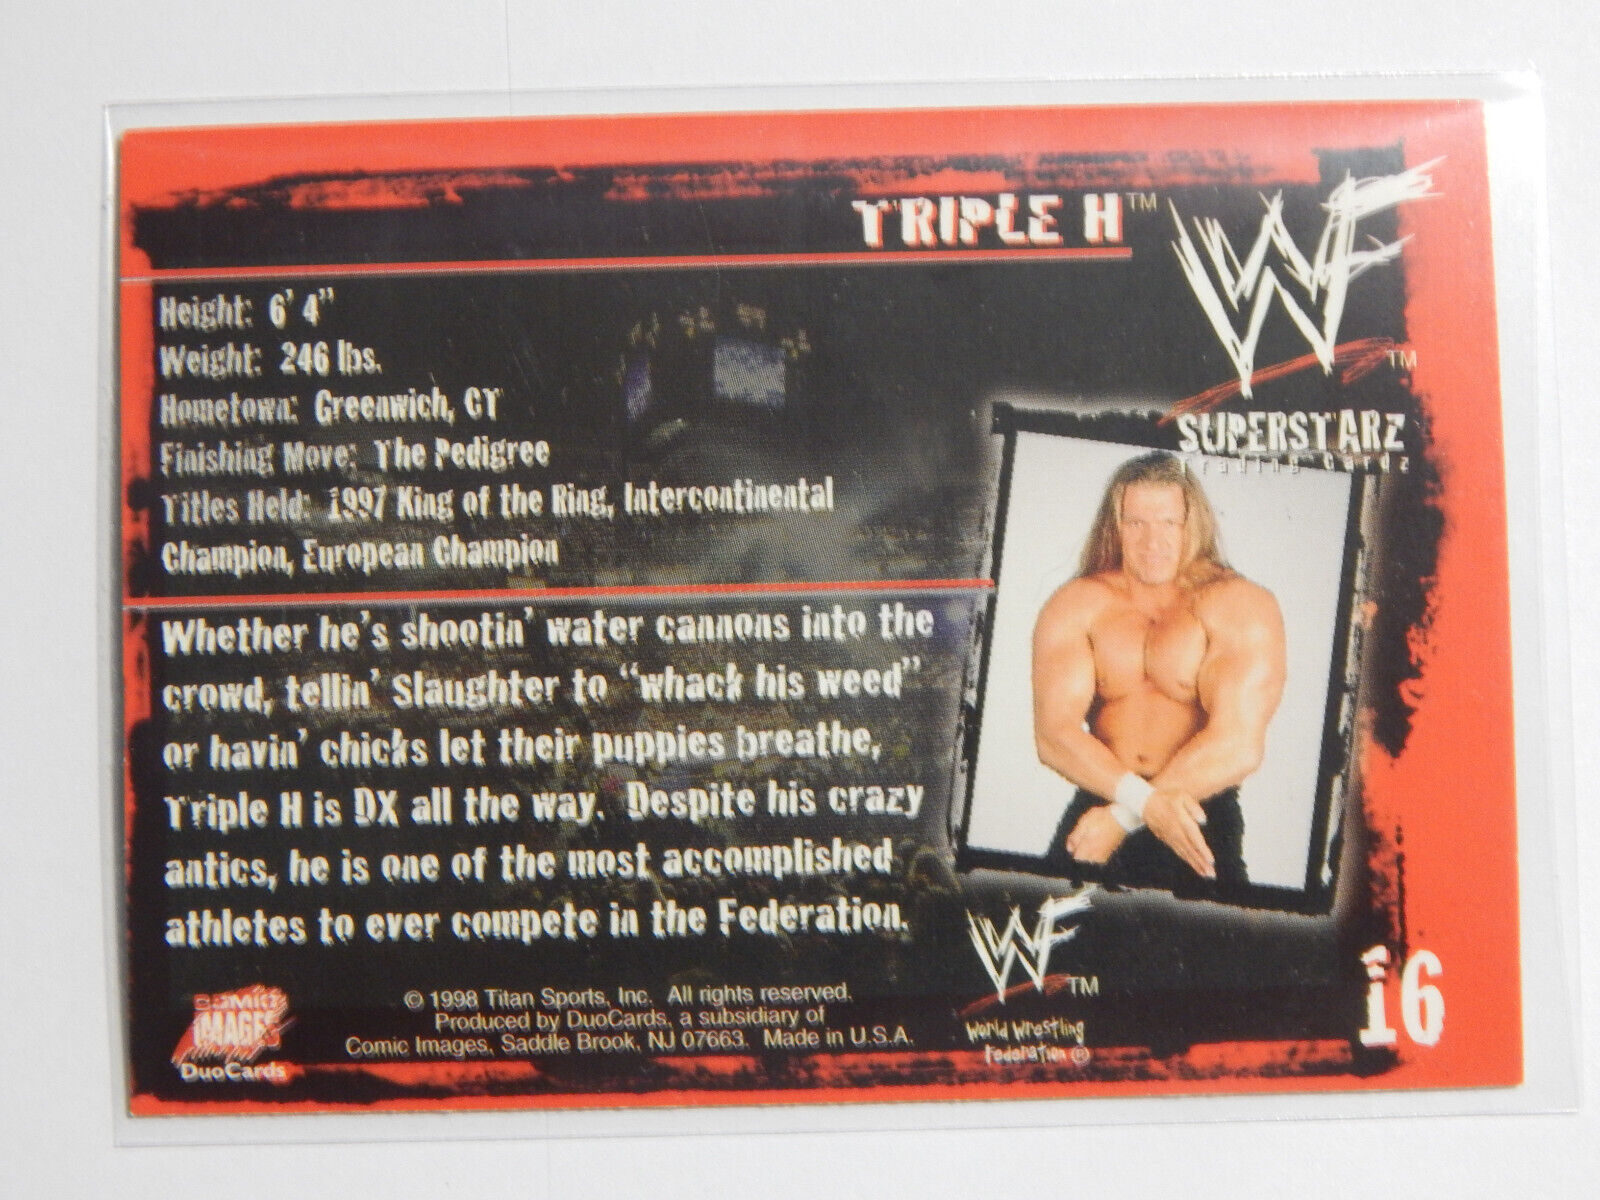 TRIPLE H™
WF™
SUPERSTARZ
Trading Cardz
Height: 6' 4"
Weight: 246 lbs.
Hometown: Greenwich, CT
Finishing Move: The Pedigree
Titles Held: 1997 King of the Ring, Intercontinental
Champion, European Champion
Whether he's shootin' water cannons into the
crowd, tellin' Slaughter to "whack his weed"
or havin' chicks let their puppies breathe,
Triple H is DX all the way. Despite his crazy
antics, he is one of the most accomplished
athletes to ever compete in the Federation.
COMIC
IMAGES
DuoCards
© 1998 Titan Sports, Inc. All rights reserved.
Produced by DuoCards, a subsidiary of
Comic Images, Saddle Brook, NJ 07663. Made in U.S.A.
WF™
World Wrestling
Federation ®
16